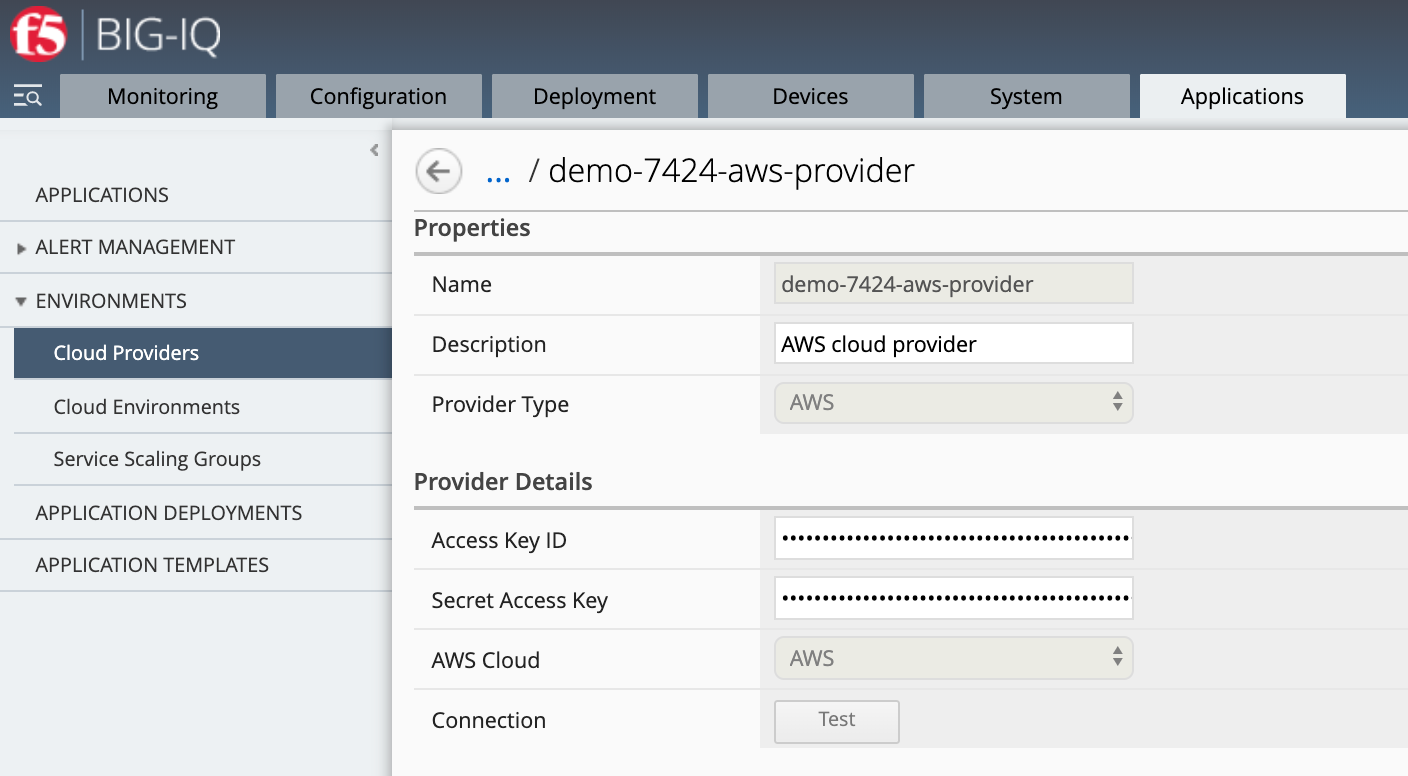 f5 BIG-IQ
Monitoring Configuration Deployment Devices System Applications
... / demo-7424-aws-provider
APPLICATIONS
ALERT MANAGEMENT
ENVIRONMENTS
Cloud Providers
Cloud Environments
Service Scaling Groups
APPLICATION DEPLOYMENTS
APPLICATION TEMPLATES
Properties
Name demo-7424-aws-provider
Description AWS cloud provider
Provider Type AWS
Provider Details
Access Key ID
Secret Access Key
AWS Cloud AWS
Connection Test